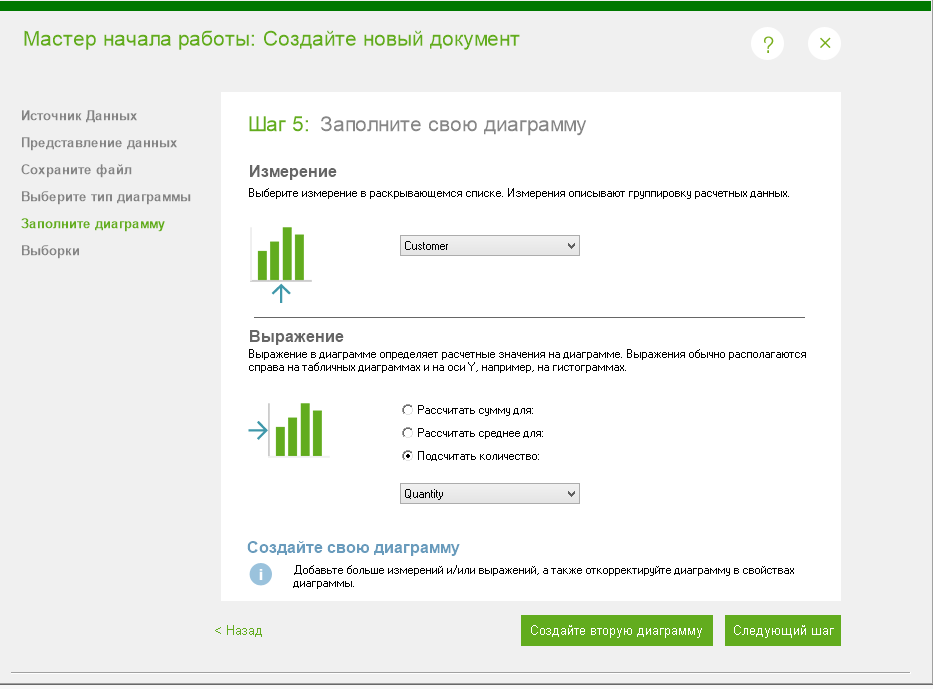 Мастер начала работы: Создайте новый документ
?
Источник Данных
Представление данных
Сохраните файл
Выберите тип диаграммы
Заполните диаграмму
Выборки
Шаг 5: Заполните свою диаграмму
Измерение
Выберите измерение в раскрывающемся списке. Измерения описывают группировку расчетных данных.
Customer
Выражение
Выражение в диаграмме определяет расчетные значения на диаграмме. Выражения обычно располагаются
справа на табличных диаграммах и на оси Y, например, на гистограммах.
Рассчитать сумму для:
Рассчитать среднее для:
Подсчитать количество:
Quantity
Создайте свою диаграмму
i
Добавьте больше измерений и/или выражений, а также откорректируйте диаграмму в свойствах
диаграммы.
< Назад
Создайте вторую диаграмму
Следующий шаг